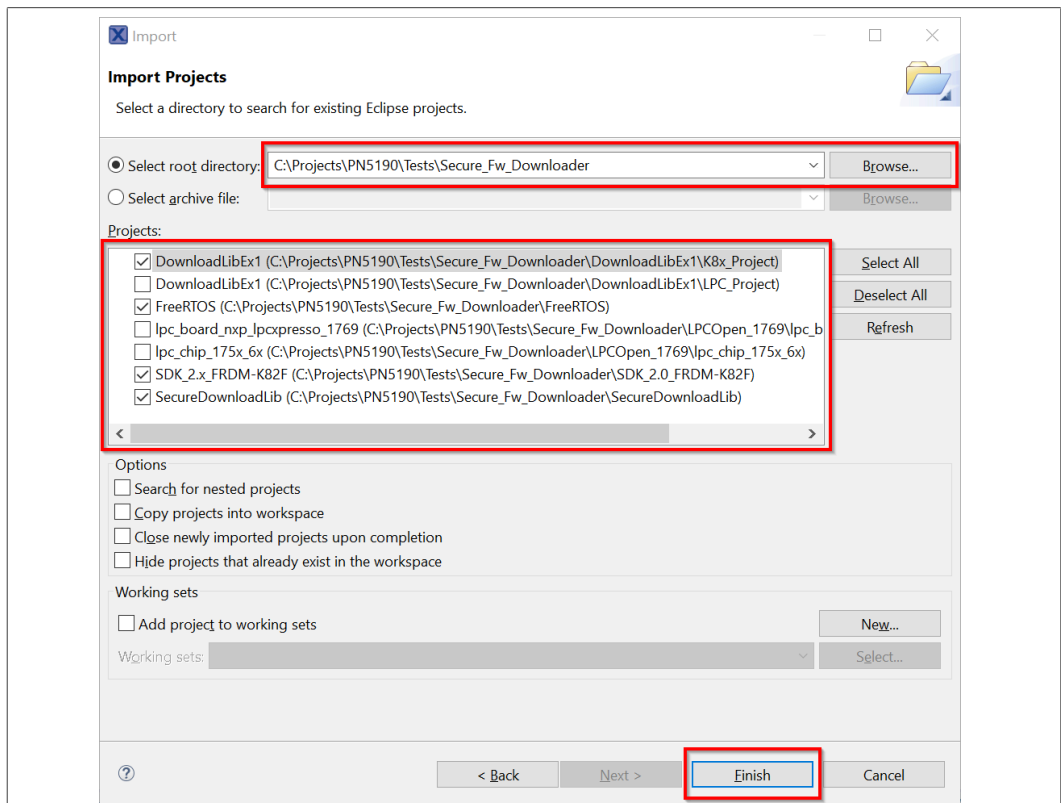 Import
Import Projects
Select a directory to search for existing Eclipse projects.
Select root directory: C:\Projects\PN5190\Tests\Secure_Fw_Downloader Browse...
Select archive file: Browse...
Projects:
DownloadLibEx1 (C:\Projects\PN5190\Tests\Secure_Fw_Downloader\DownloadLibEx1\K8x_Project) Select All
DownloadLibEx1 (C:\Projects\PN5190\Tests\Secure_Fw_Downloader\DownloadLibEx1\LPC_Project) Deselect All
FreeRTOS (C:\Projects\PN5190\Tests\Secure_Fw_Downloader\FreeRTOS) Refresh
lpc_board_nxp_lpcxpresso_1769 (C:\Projects\PN5190\Tests\Secure_Fw_Downloader\LPCOpen_1769\lpc_b
lpc_chip_175x_6x (C:\Projects\PN5190\Tests\Secure_Fw_Downloader\LPCOpen_1769\lpc_chip_175x_6x)
SDK_2.x_FRDM-K82F (C:\Projects\PN5190\Tests\Secure_Fw_Downloader\SDK_2.0_FRDM-K82F)
SecureDownloadLib (C:\Projects\PN5190\Tests\Secure_Fw_Downloader\SecureDownloadLib)
Options
Search for nested projects
Copy projects into workspace
Close newly imported projects upon completion
Hide projects that already exist in the workspace
Working sets
Add project to working sets New...
Working sets: Select...
? < Back Next > Finish Cancel